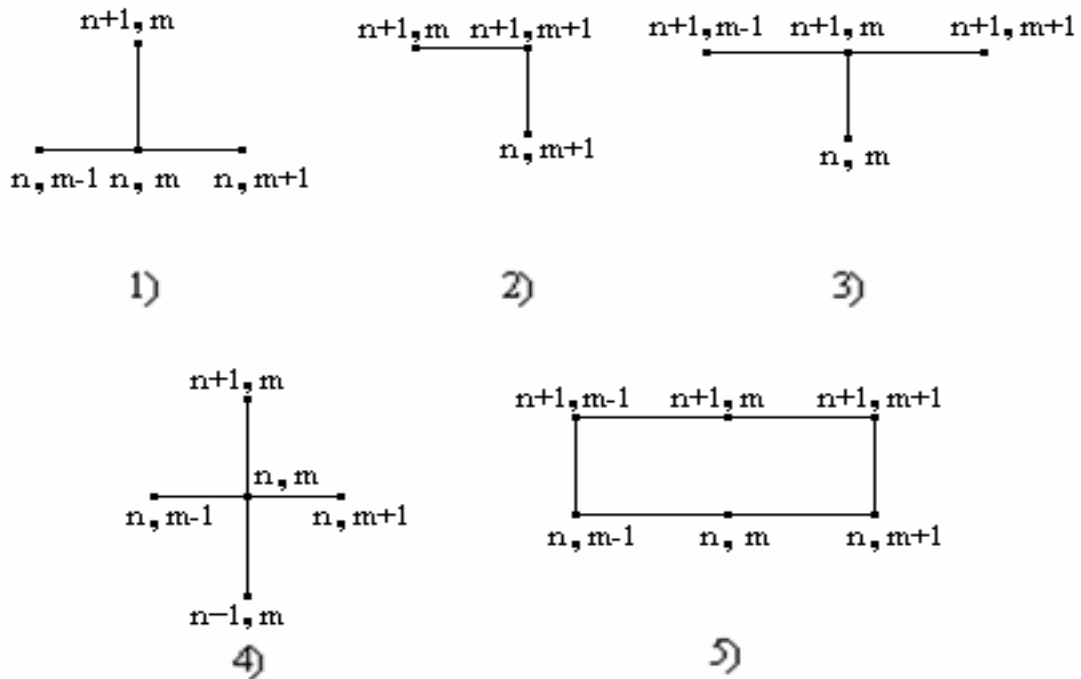 n+1,m
n,m-1 n,m n,m+1
1)
n+1,m n+1,m+1
n,m+1
2)
n+1,m-1 n+1,m n+1,m+1
n,m
3)
n+1,m
n,m
n,m-1 n,m+1
n-1,m
4)
n+1,m-1 n+1,m n+1,m+1
n,m-1 n,m n,m+1
5)